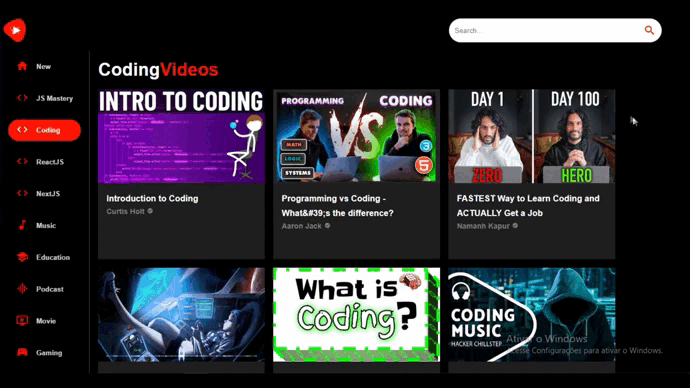 Search...
New
JS Mastery
Coding
ReactJS
NextJS
Music
Education
Podcast
Movie
Gaming
CodingVideos
INTRO TO CODING
Introduction to Coding
Curtis Holt
PROGRAMMING
CODING
VS
MATH
LOGIC
SYSTEMS
3
5
Programming vs Coding -
What&#39;s the difference?
Aaron Jack
DAY 1
DAY 100
ZERO
HERO
FASTEST Way to Learn Coding and
ACTUALLY Get a Job
Namanh Kapur
What is
Coding?
CODING
MUSIC
HACKER CHILLSTEP
Ativar o Windows
Acesse Configurações para ativar o Windows.